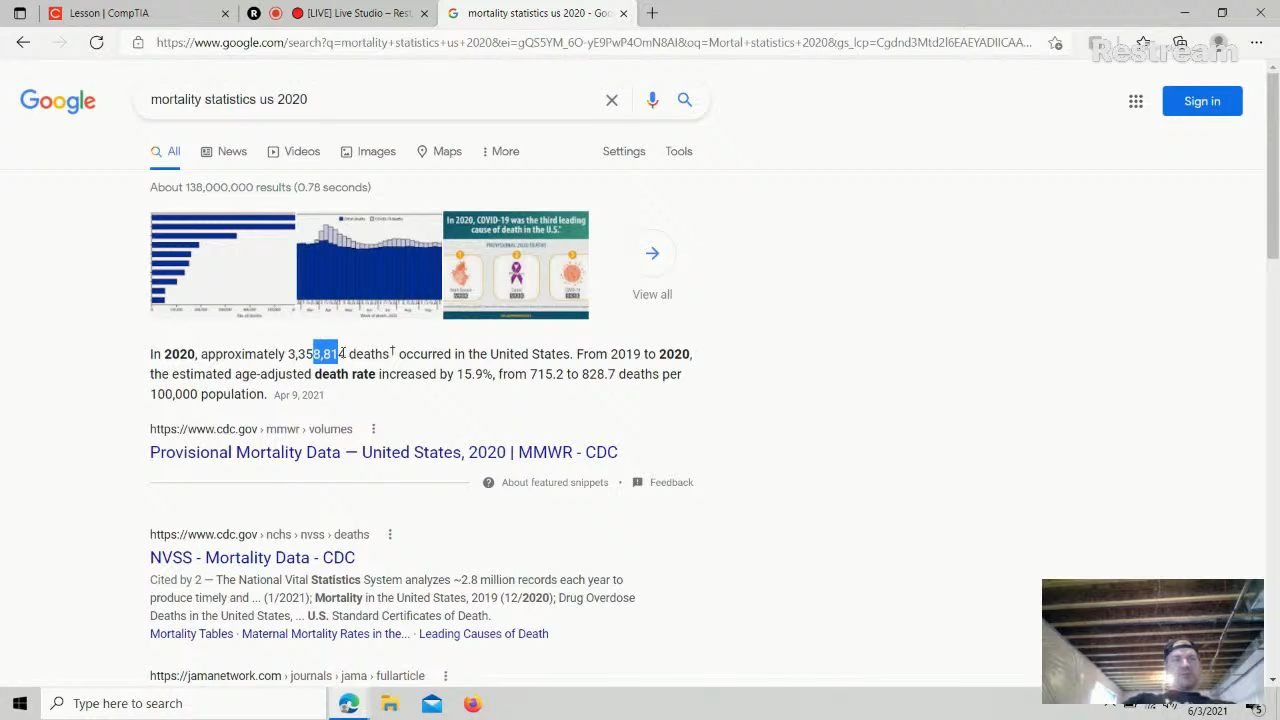 Lesson | CompTIA
[LIVE] Live – Rest
mortality statistics us 2020 - Goo
https://www.google.com/search?q=mortality+statistics+us+2020&ei=gQS5YM_6O-yE9PwP4OmN8AI&oq=Mortal+statistics+2020&gs_lcp=Cgdnd3Mtd2l6EAEYADIICAA...
Restream
Google
mortality statistics us 2020
Sign in
All News Videos Images Maps More Settings Tools
About 138,000,000 results (0.78 seconds)
In 2020, COVID-19 was the third leading
cause of death in the U.S.*
PROVISIONAL 2020 DEATHS
View all
In 2020, approximately 3,358,814 deaths† occurred in the United States. From 2019 to 2020,
the estimated age-adjusted death rate increased by 15.9%, from 715.2 to 828.7 deaths per
100,000 population. Apr 9, 2021
https://www.cdc.gov › mmwr › volumes
Provisional Mortality Data — United States, 2020 | MMWR - CDC
About featured snippets • Feedback
https://www.cdc.gov › nchs › nvss › deaths
NVSS - Mortality Data - CDC
Cited by 2 — The National Vital Statistics System analyzes ~2.8 million records each year to
produce timely and ... (1/2021); Mortality in the United States, 2019 (12/2020); Drug Overdose
Deaths in the United States, ... U.S. Standard Certificates of Death.
Mortality Tables · Maternal Mortality Rates in the... · Leading Causes of Death
https://jamanetwork.com › journals › jama › fullarticle
Type here to search
6/3/2021